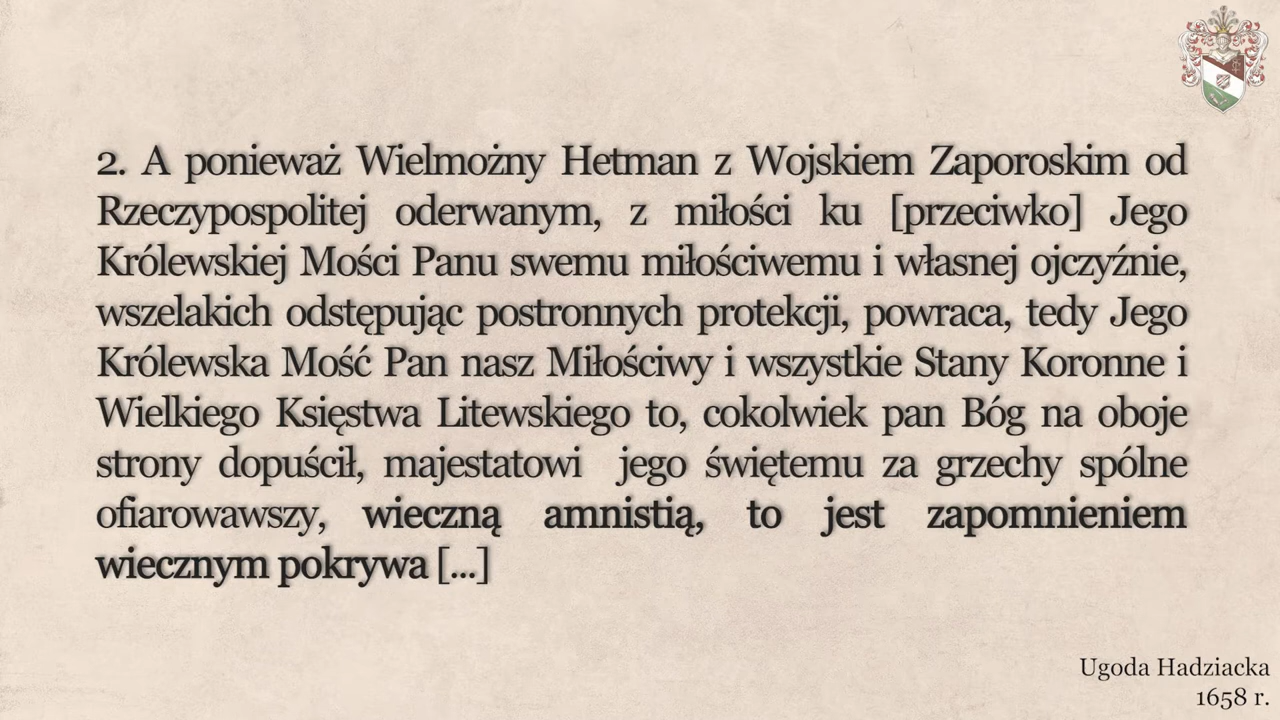 2. A ponieważ Wielmożny Hetman z Wojskiem Zaporoskim od
Rzeczypospolitej oderwanym, z miłości ku [przeciwko] Jego
Królewskiej Mości Panu swemu miłościwemu i własnej ojczyźnie,
wszelakich odstępując postronnych protekcji, powraca, tedy Jego
Królewska Mość Pan nasz Miłościwy i wszystkie Stany Koronne i
Wielkiego Księstwa Litewskiego to, cokolwiek pan Bóg na oboje
strony dopuścił, majestatowi jego świętemu za grzechy spólne
ofiarowawszy, wieczną amnistią, to jest zapomnieniem
wiecznym pokrywa [...]
Ugoda Hadziacka
1658 r.